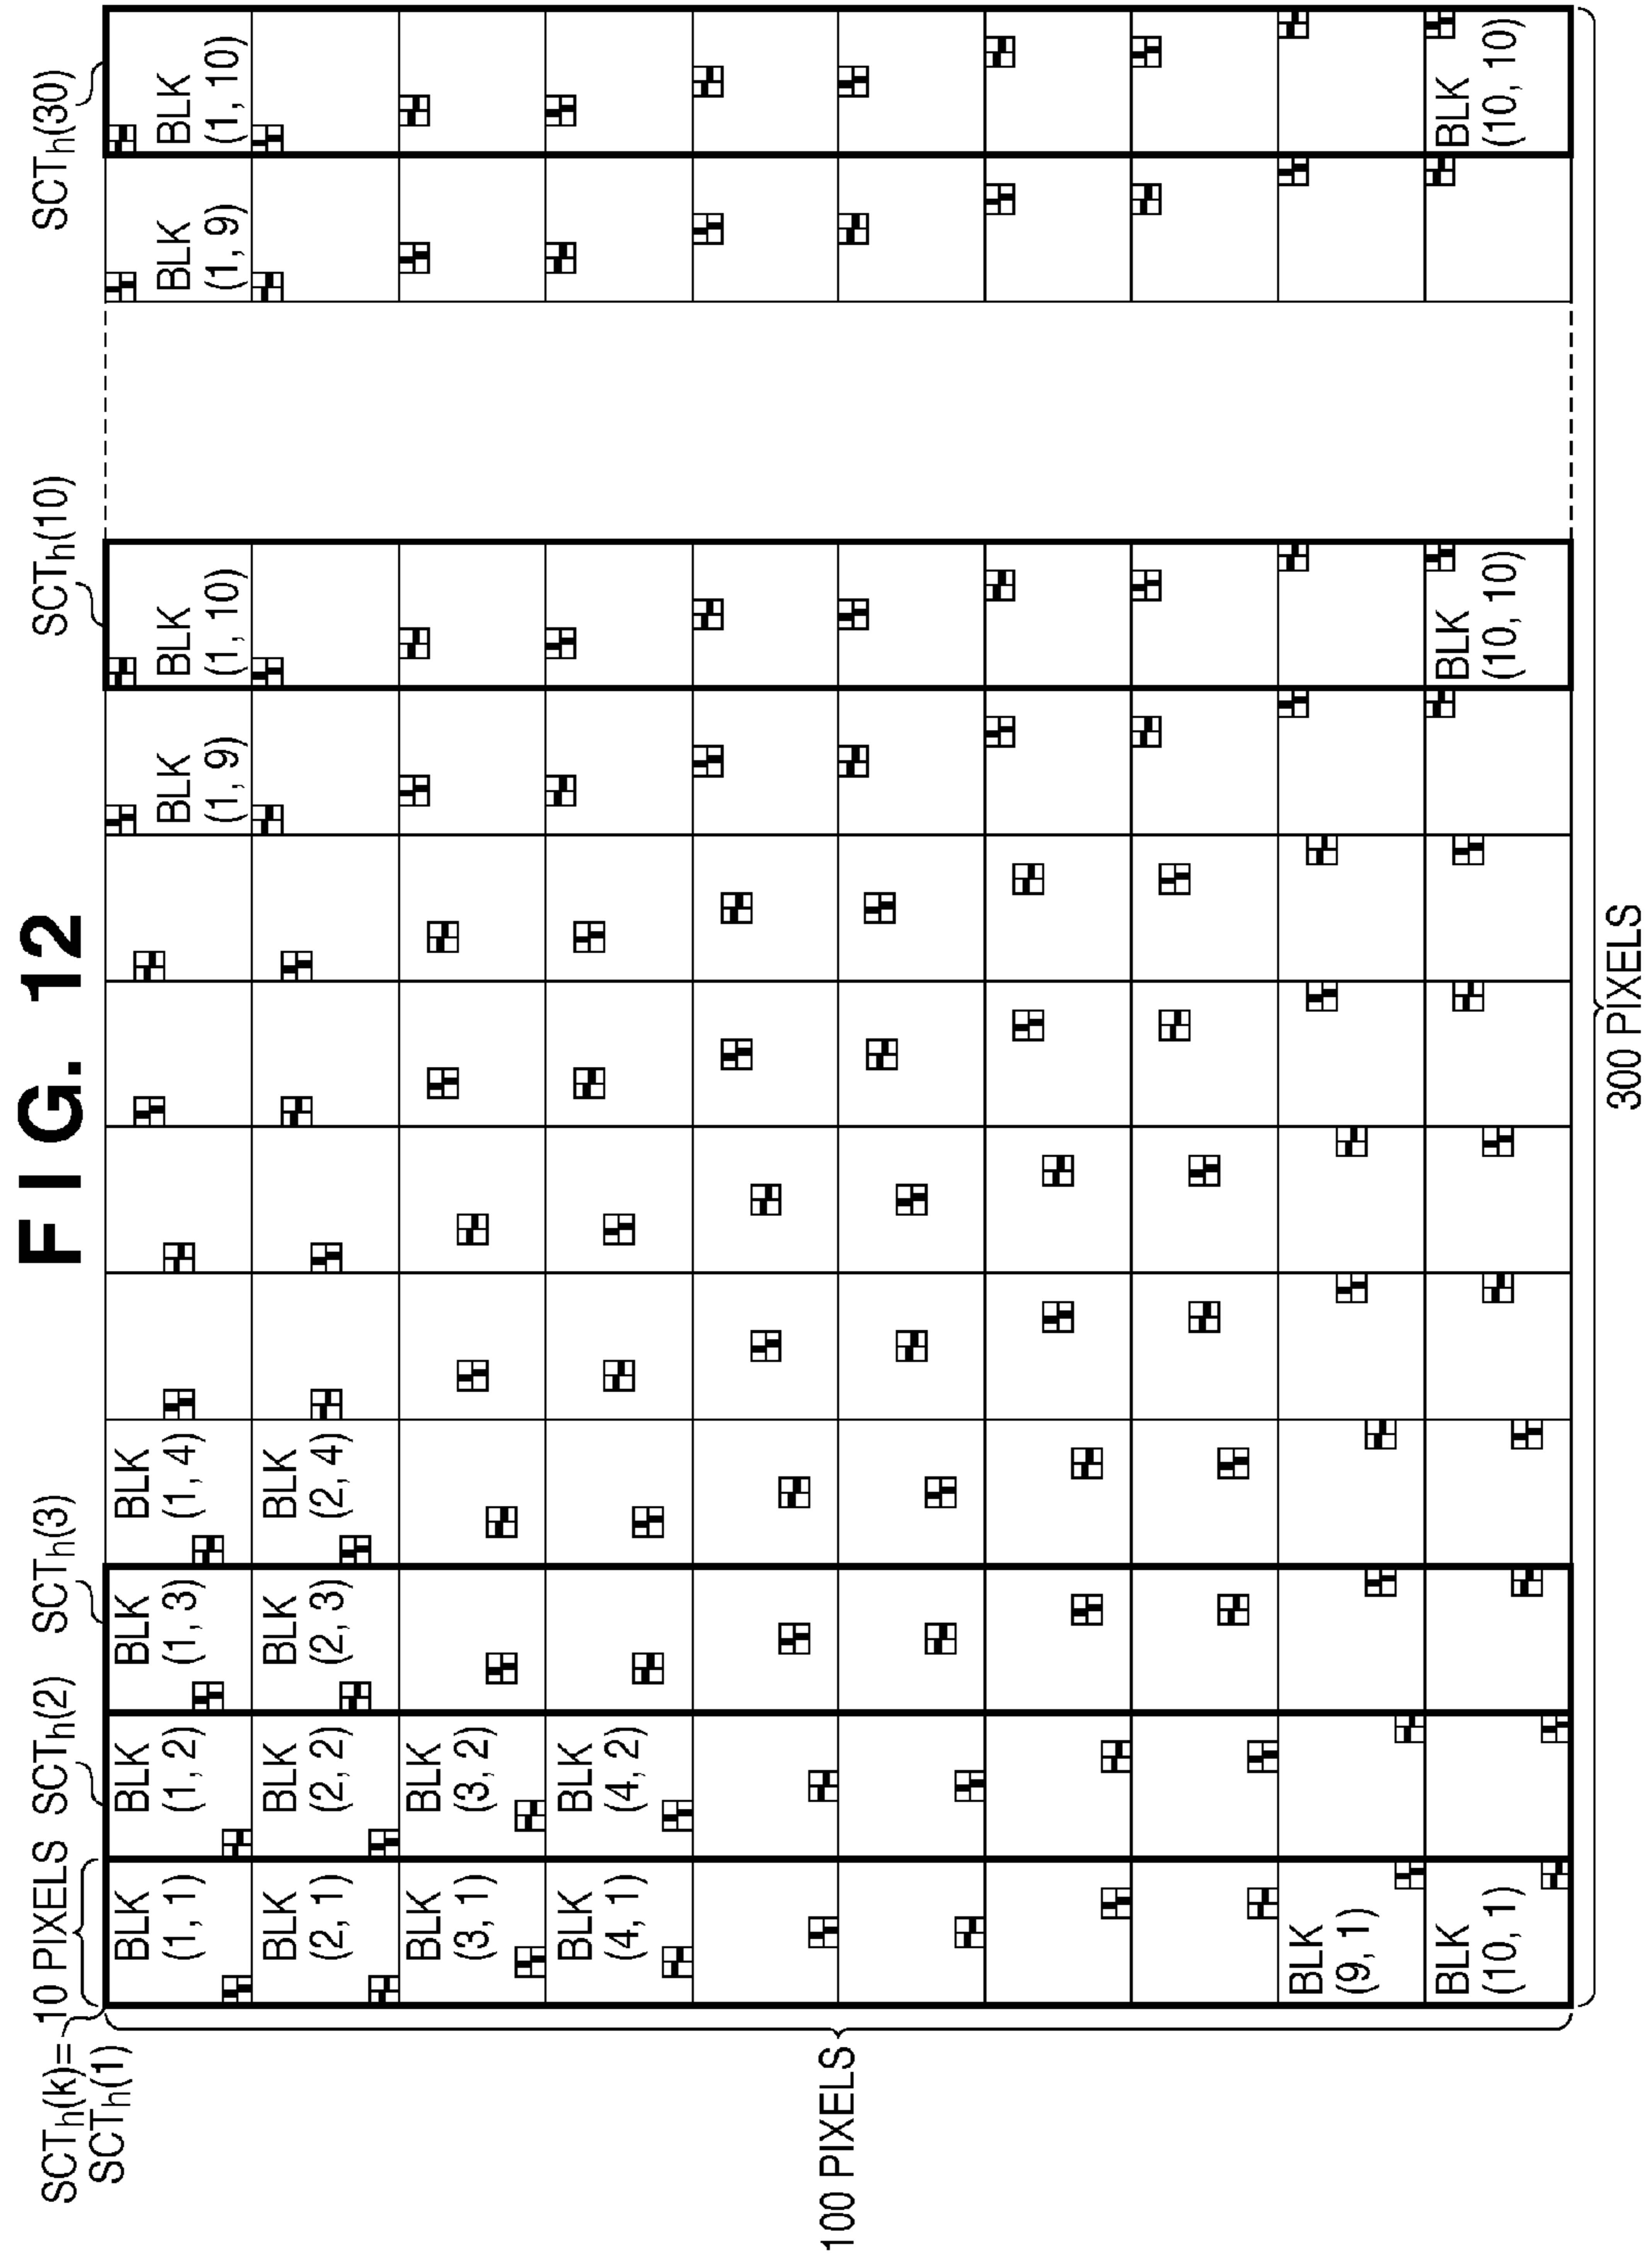 FIG. 12
SCTh(k)=
SCTh(1)
10 PIXELS
SCTh(2)
SCTh(3)
SCTh(10)
SCTh(30)
BLK
(1, 1)
BLK
(1, 2)
BLK
(1, 3)
BLK
(1, 4)
BLK
(1, 9)
BLK
(1, 10)
BLK
(1, 9)
BLK
(1, 10)
BLK
(2, 1)
BLK
(2, 2)
BLK
(2, 3)
BLK
(2, 4)
BLK
(3, 1)
BLK
(3, 2)
BLK
(4, 1)
BLK
(4, 2)
100 PIXELS
BLK
(9, 1)
BLK
(10, 1)
BLK
(10, 10)
BLK
(10, 10)
300 PIXELS